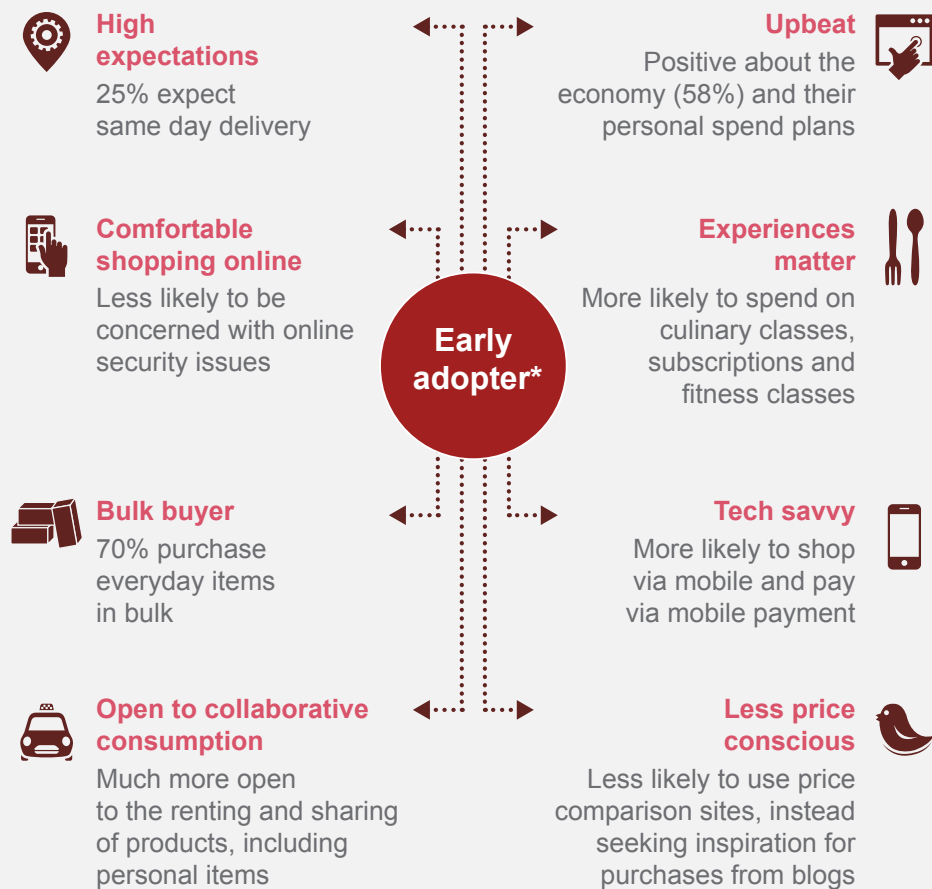 High
expectations
25% expect
same day delivery
Upbeat
Positive about the
economy (58%) and their
personal spend plans
Comfortable
shopping online
Less likely to be
concerned with online
security issues
Experiences
matter
More likely to spend on
culinary classes,
subscriptions and
fitness classes
Early
adopter*
Bulk buyer
70% purchase
everyday items
in bulk
Tech savvy
More likely to shop
via mobile and pay
via mobile payment
Open to collaborative
consumption
Much more open
to the renting and sharing
of products, including
personal items
Less price
conscious
Less likely to use price
comparison sites, instead
seeking inspiration for
purchases from blogs